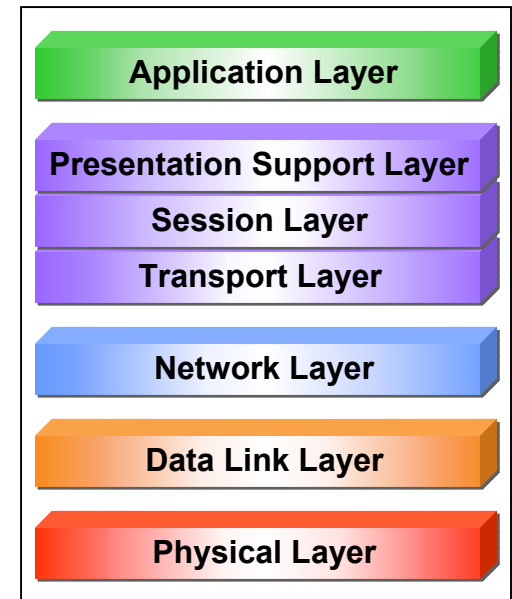 Application Layer
Presentation Support Layer
Session Layer
Transport Layer
Network Layer
Data Link Layer
Physical Layer